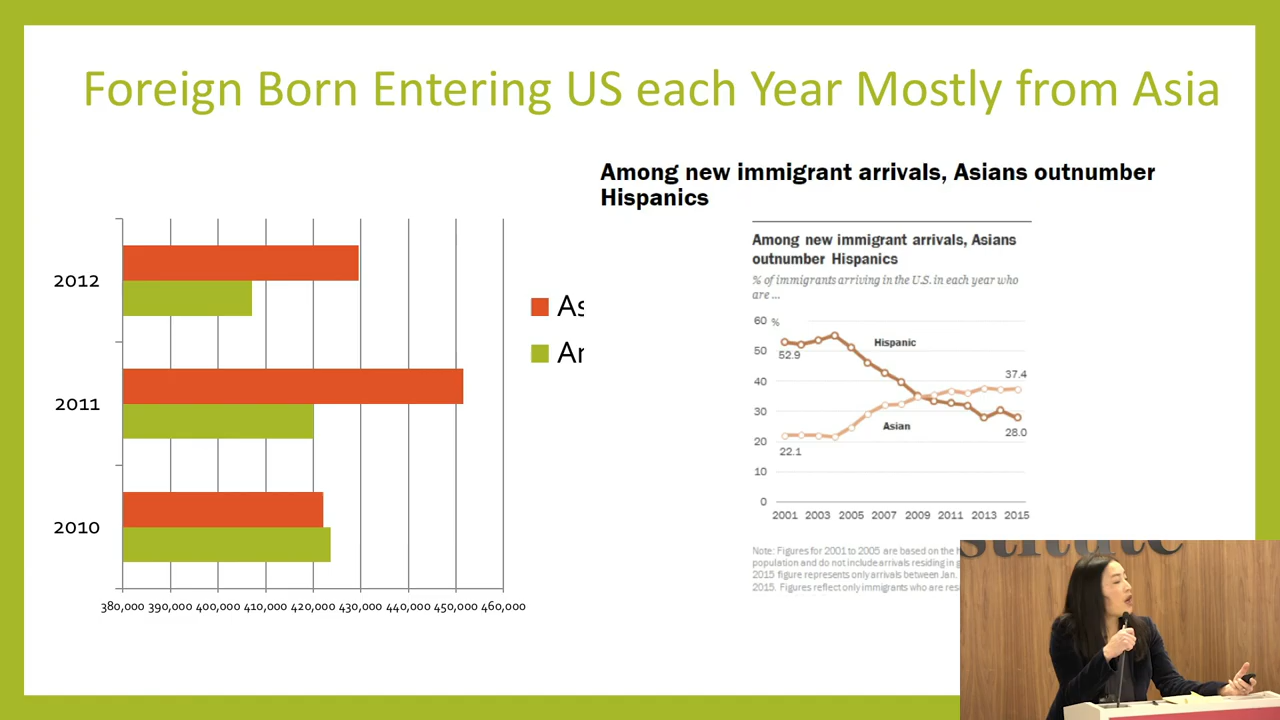 Foreign Born Entering US each Year Mostly from Asia
2012
2011
2010
380,000 390,000 400,000 410,000 420,000 430,000 440,000 450,000 460,000
Among new immigrant arrivals, Asians outnumber
Hispanics
Among new immigrant arrivals, Asians
outnumber Hispanics
% of immigrants arriving in the U.S. in each year who
are ...
60 %
50
40
30
20
10
0
Hispanic
52.9
37.4
Asian
28.0
22.1
2001 2003 2005 2007 2009 2011 2013 2015
Note: Figures for 2001 to 2005 are based on the
population and do not include arrivals residing in
2015 figure represents only arrivals between Jan.
2015. Figures reflect only immigrants who are